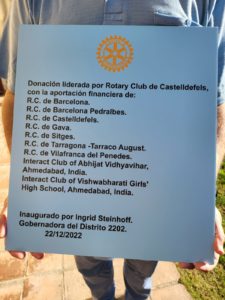 Donación liderada por Rotary Club de Castelldefels,
con la aportación financiera de:
R.C. de Barcelona.
R.C. de Barcelona Pedralbes.
R.C. de Castelldefels.
R.C. de Gava.
R.C. de Sitges.
R.C. de Tarragona -Tarraco August.
R.C. de Vilafranca del Penedes.
Interact Club of Abhijat Vidhyavihar,
Ahmedabad, India.
Interact Club of Vishwabharati Girls'
High School, Ahmedabad, India.
Inaugurado por Ingrid Steinhoff.
Gobernadora del Distrito 2202.
22/12/2022